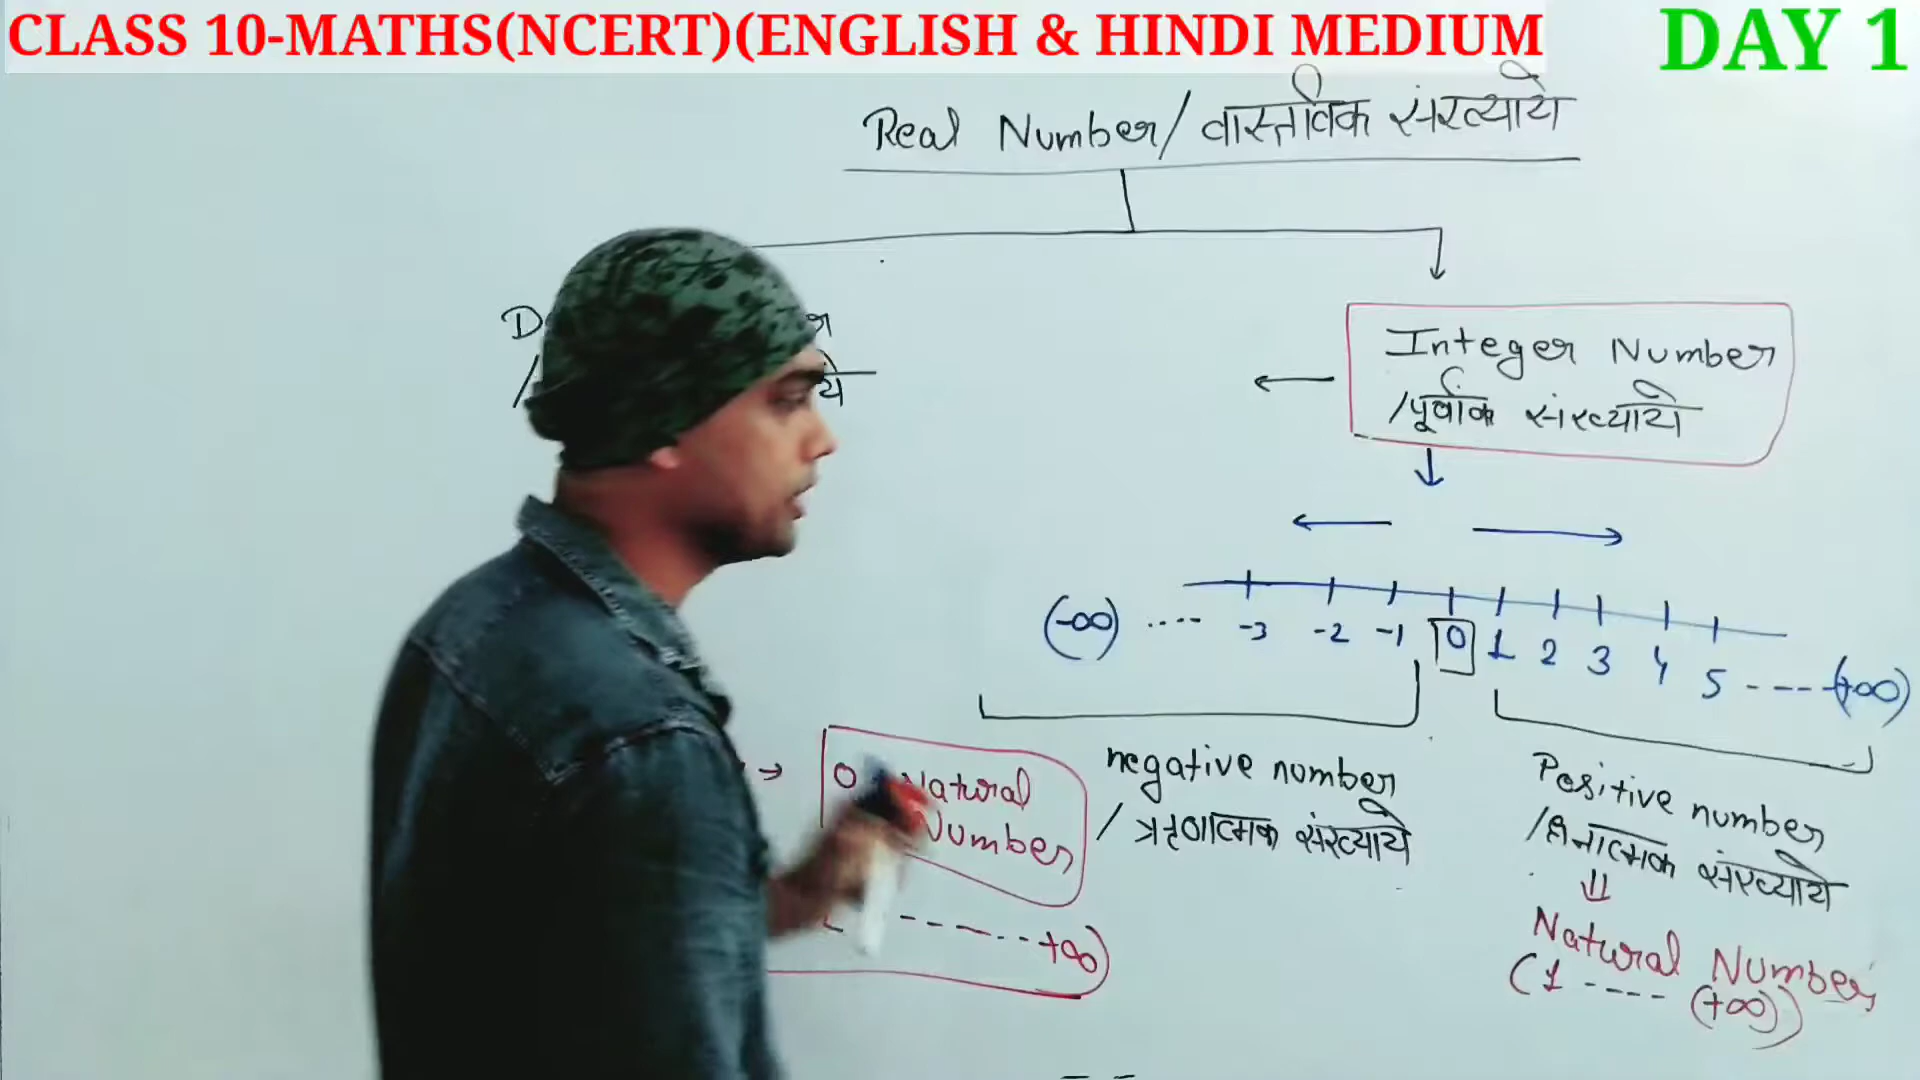 CLASS 10-MATHS(NCERT)(ENGLISH & HINDI MEDIUM
DAY 1
Real Number/ वास्तविक संख्याये
Integer Number
/पूर्वांक संख्याये
(-∞) .... -3 -2 -1 0 1 2 3 4 5 ---- (+∞)
negative number
/ ऋणात्मक संख्याये
Positive number
/धनात्मक संख्याये
⇓
Natural Number
(1 ---- (+∞))
→ 0 Natural
Number
------ +∞)